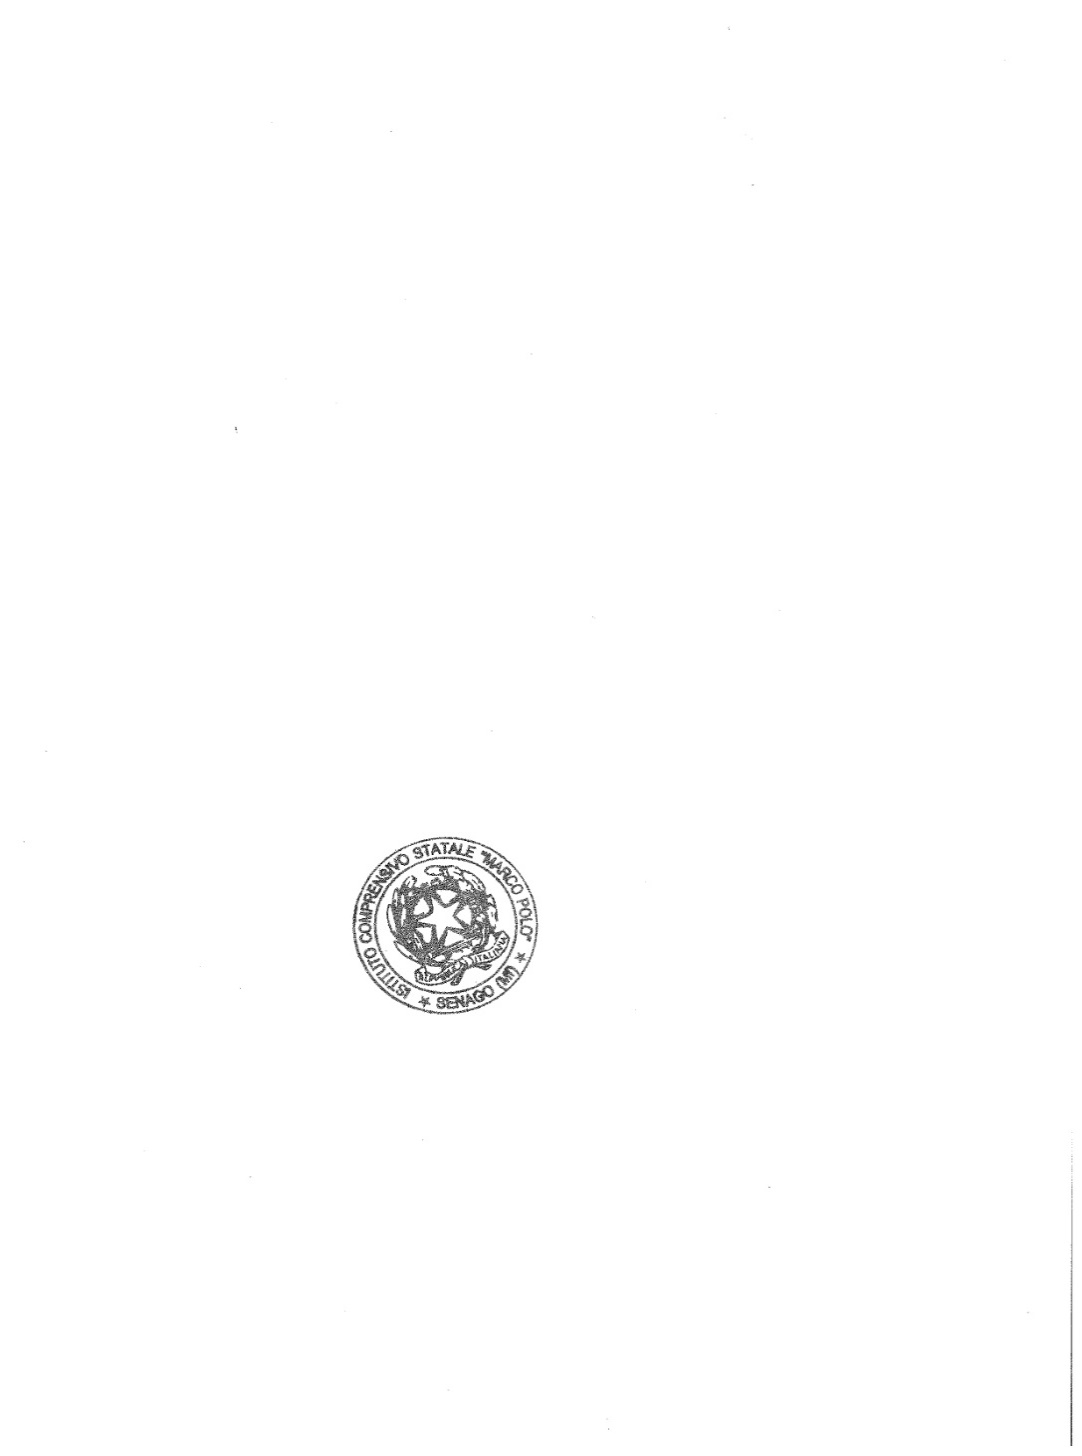 ISTITUTO COMPRENSIVO STATALE "MARCO POLO"
SENAGO (MI)
REPUBBLICA ITALIANA